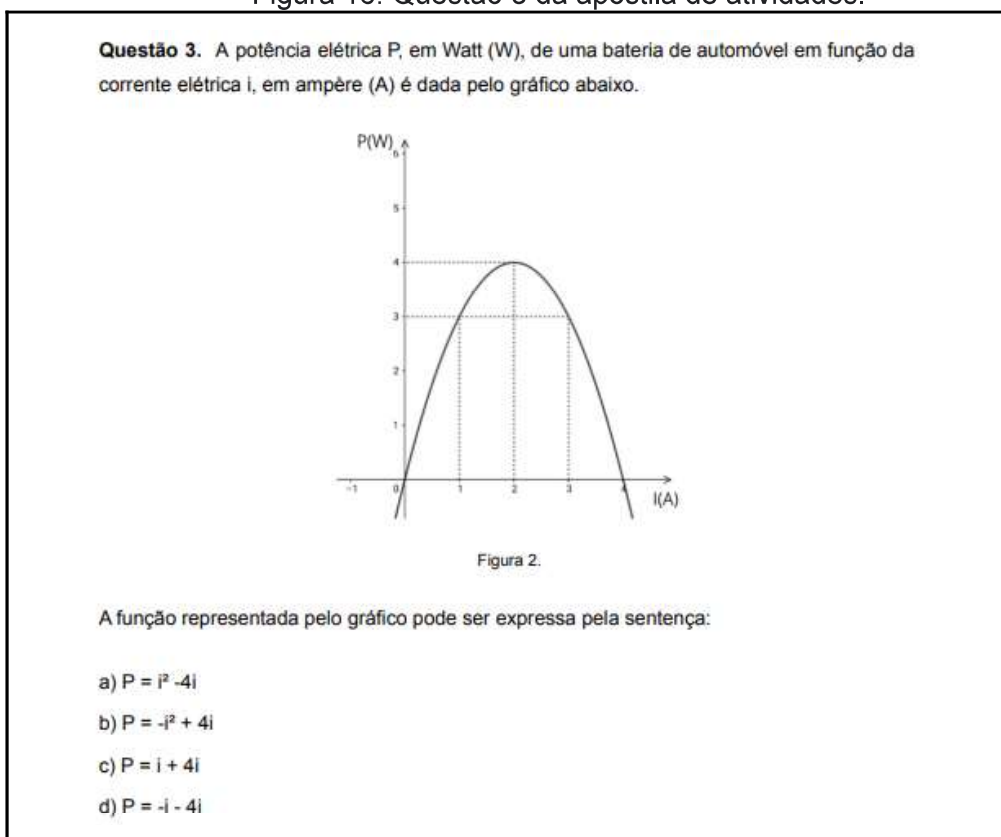 Figura 16: Questão 3 da apostila de atividades.
Questão 3. A potência elétrica P, em Watt (W), de uma bateria de automóvel em função da
corrente elétrica i, em ampère (A) é dada pelo gráfico abaixo.
P(W)
6
5
4
3
2
1
-1
0
1
2
3
4
I(A)
Figura 2.
A função representada pelo gráfico pode ser expressa pela sentença:
a) P = i² -4i
b) P = -i² + 4i
c) P = i + 4i
d) P = -i - 4i